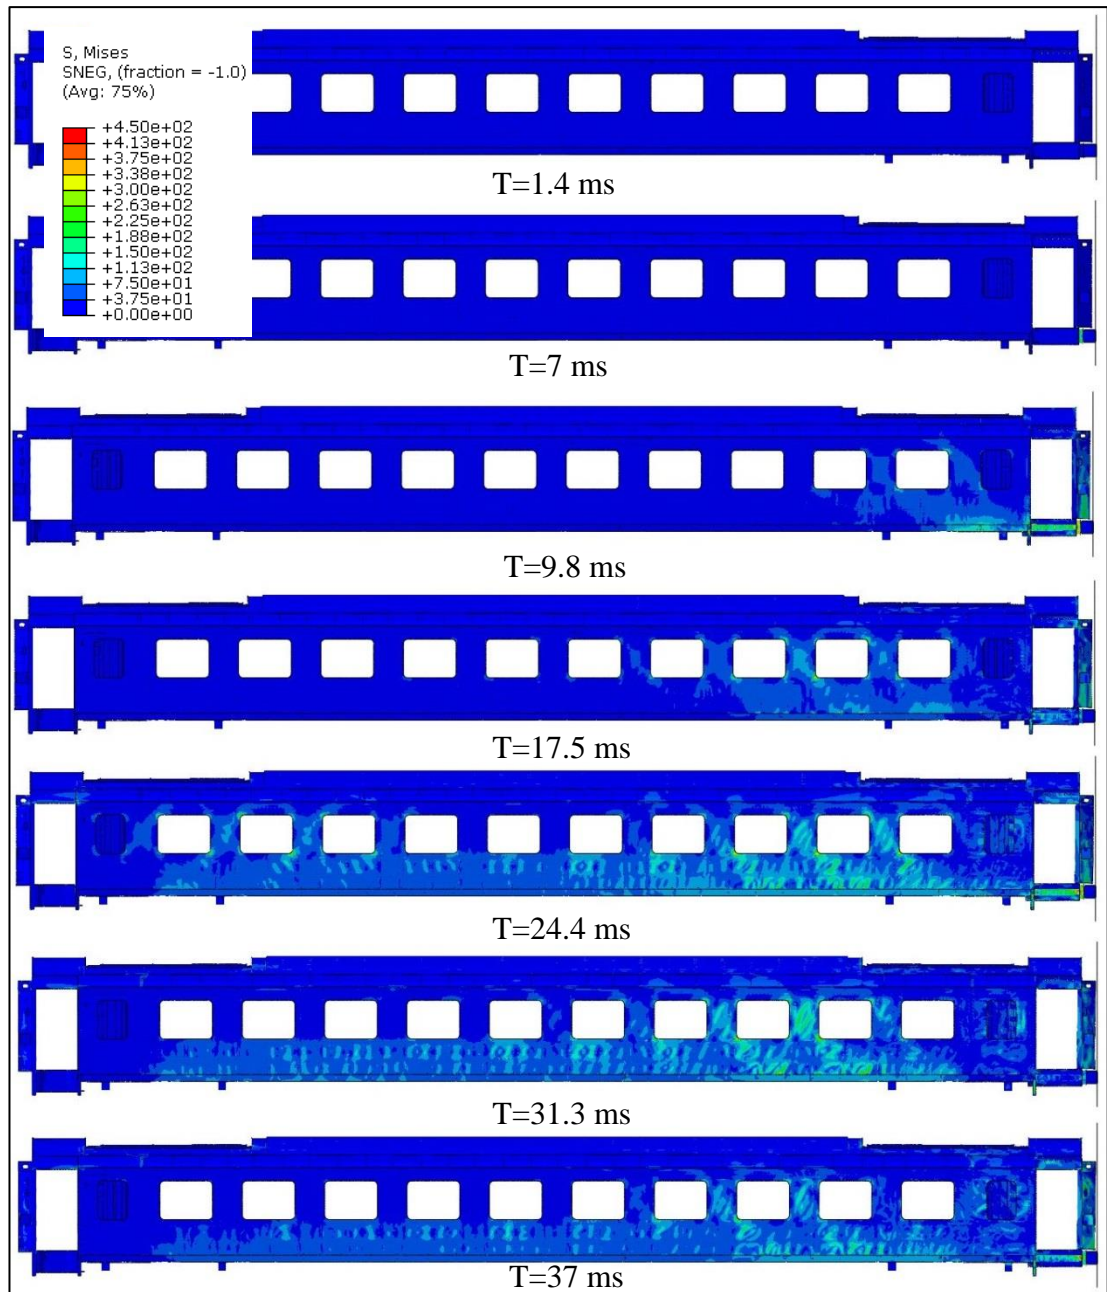 S, Mises
SNEG, (fraction = -1.0)
(Avg: 75%)
+4.50e+02
+4.13e+02
+3.75e+02
+3.38e+02
+3.00e+02
+2.63e+02
+2.25e+02
+1.88e+02
+1.50e+02
+1.13e+02
+7.50e+01
+3.75e+01
+0.00e+00
T=1.4 ms
T=7 ms
T=9.8 ms
T=17.5 ms
T=24.4 ms
T=31.3 ms
T=37 ms